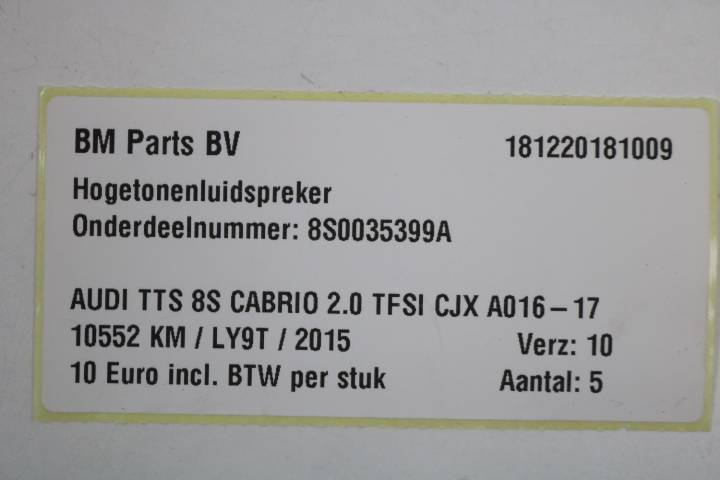 BM Parts BV 181220181009
Hogetonenluidspreker
Onderdeelnummer: 8S0035399A
AUDI TTS 8S CABRIO 2.0 TFSI CJX A016-17
10552 KM / LY9T / 2015 Verz: 10
10 Euro incl. BTW per stuk Aantal: 5